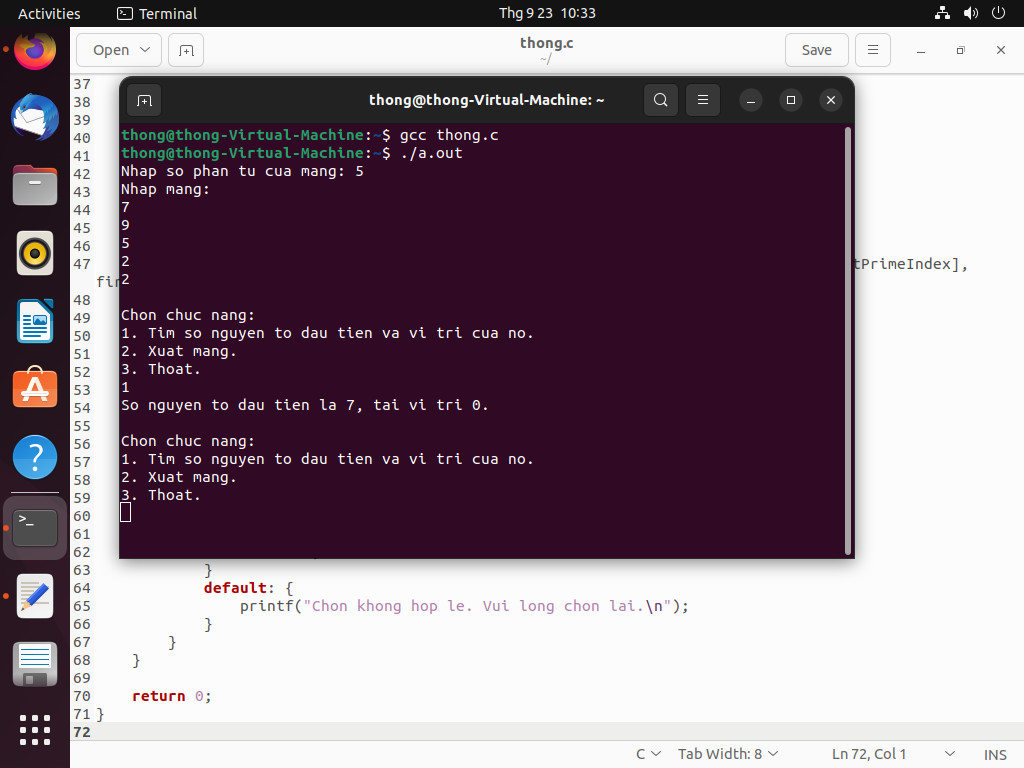 Activities Terminal Thg 9 23 10:33
Open thong.c Save
~/
thong@thong-Virtual-Machine: ~
37
38
39
40
41
42
43
44
45
46
47 tPrimeIndex],
fir
48
49
50
51
52
53
54
55
56
57
58
59
60
61
62
thong@thong-Virtual-Machine:~$ gcc thong.c
thong@thong-Virtual-Machine:~$ ./a.out
Nhap so phan tu cua mang: 5
Nhap mang:
7
9
5
2
2
Chon chuc nang:
1. Tim so nguyen to dau tien va vi tri cua no.
2. Xuat mang.
3. Thoat.
1
So nguyen to dau tien la 7, tai vi tri 0.
Chon chuc nang:
1. Tim so nguyen to dau tien va vi tri cua no.
2. Xuat mang.
3. Thoat.
63 }
64 default: {
65 printf("Chon khong hop le. Vui long chon lai.\n");
66 }
67 }
68 }
69
70 return 0;
71 }
72
C Tab Width: 8 Ln 72, Col 1 INS